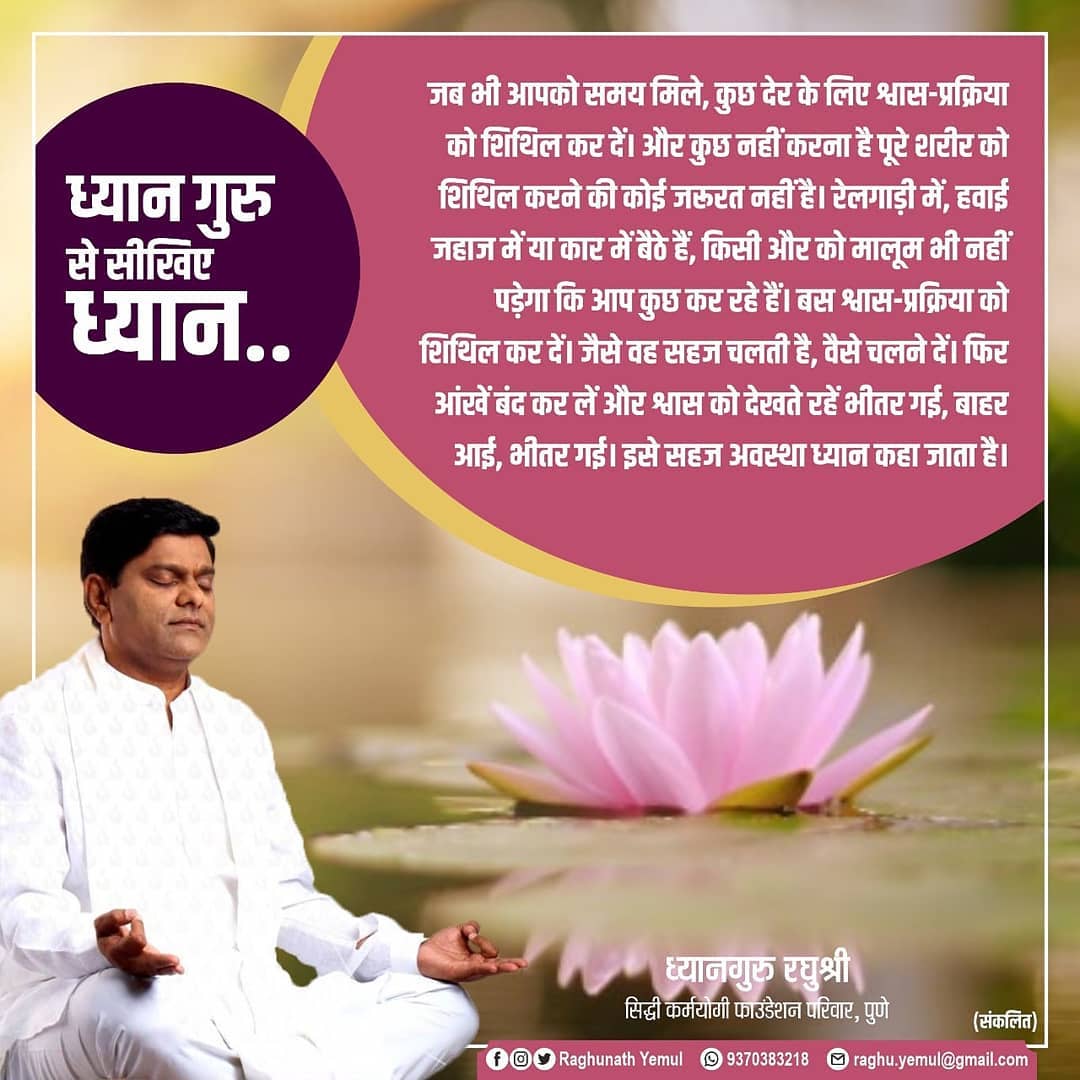 ध्यान गुरु
से सीखिए
ध्यान..
जब भी आपको समय मिले, कुछ देर के लिए श्वास-प्रक्रिया
को शिथिल कर दें। और कुछ नहीं करना है पूरे शरीर को
शिथिल करने की कोई जरूरत नहीं है। रेलगाड़ी में, हवाई
जहाज में या कार में बैठे हैं, किसी और को मालूम भी नहीं
पड़ेगा कि आप कुछ कर रहे हैं। बस श्वास-प्रक्रिया को
शिथिल कर दें। जैसे वह सहज चलती है, वैसे चलने दें। फिर
आंखें बंद कर लें और श्वास को देखते रहें भीतर गई, बाहर
आई, भीतर गई। इसे सहज अवस्था ध्यान कहा जाता है।
ध्यानगुरु रघुश्री
सिद्धी कर्मयोगी फाउंडेशन परिवार, पुणे
(संकलित)
Raghunath Yemul 9370383218 raghu.yemul@gmail.com